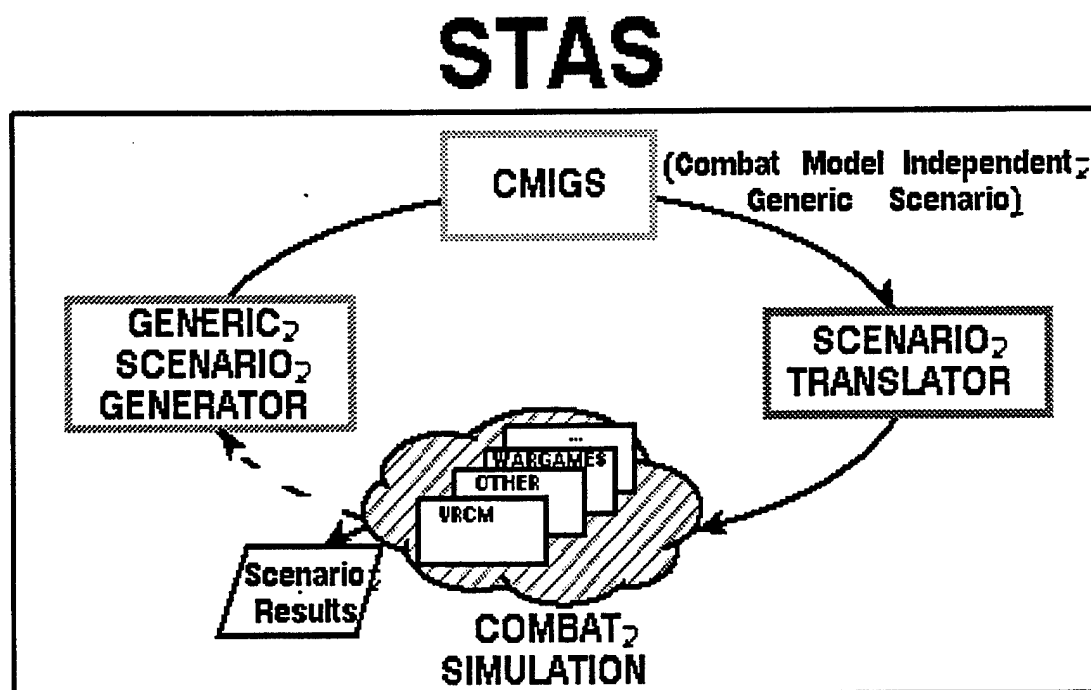 STAS
CMIGS
(Combat Model Independent
Generic Scenario)
GENERIC
SCENARIO
GENERATOR
SCENARIO
TRANSLATOR
...
WARGAMES
OTHER
VRCM
Scenario
Results
COMBAT
SIMULATION